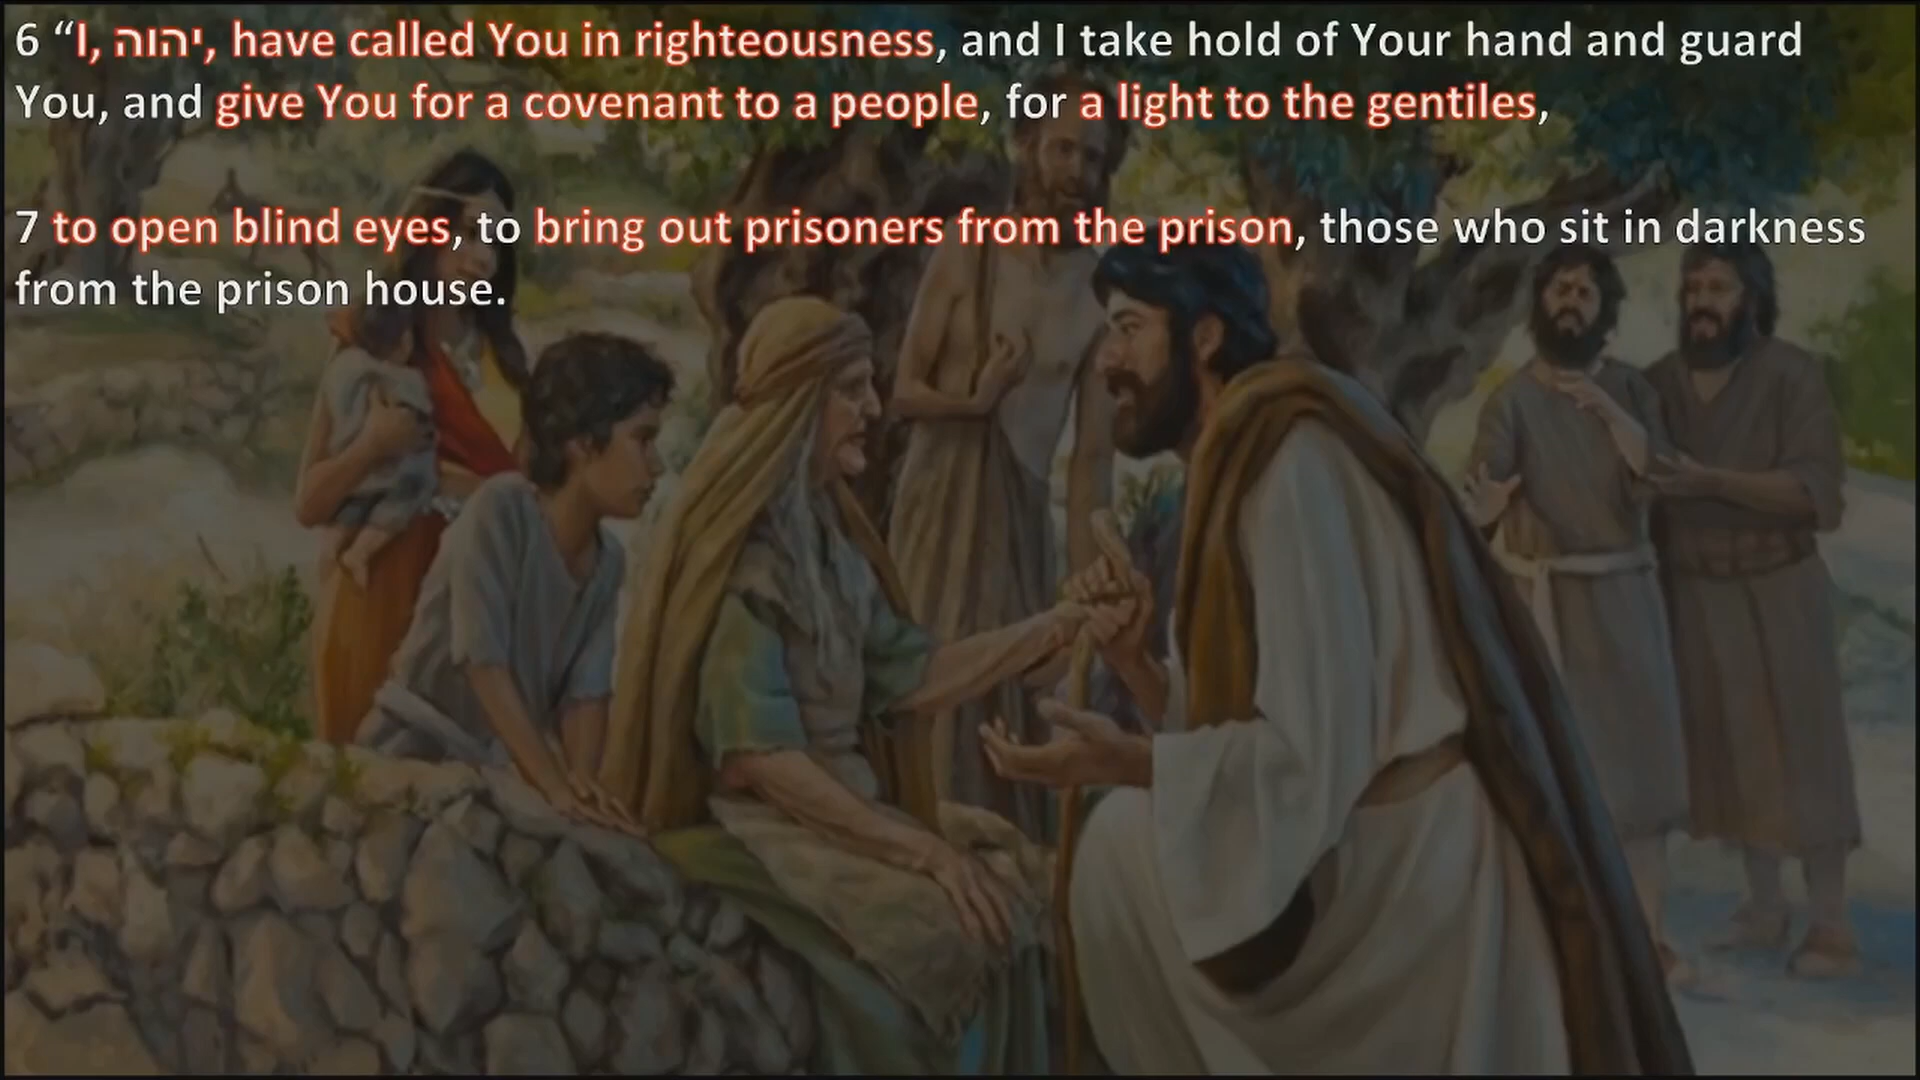 6 “I, יהוה, have called You in righteousness, and I take hold of Your hand and guard
You, and give You for a covenant to a people, for a light to the gentiles,
7 to open blind eyes, to bring out prisoners from the prison, those who sit in darkness
from the prison house.